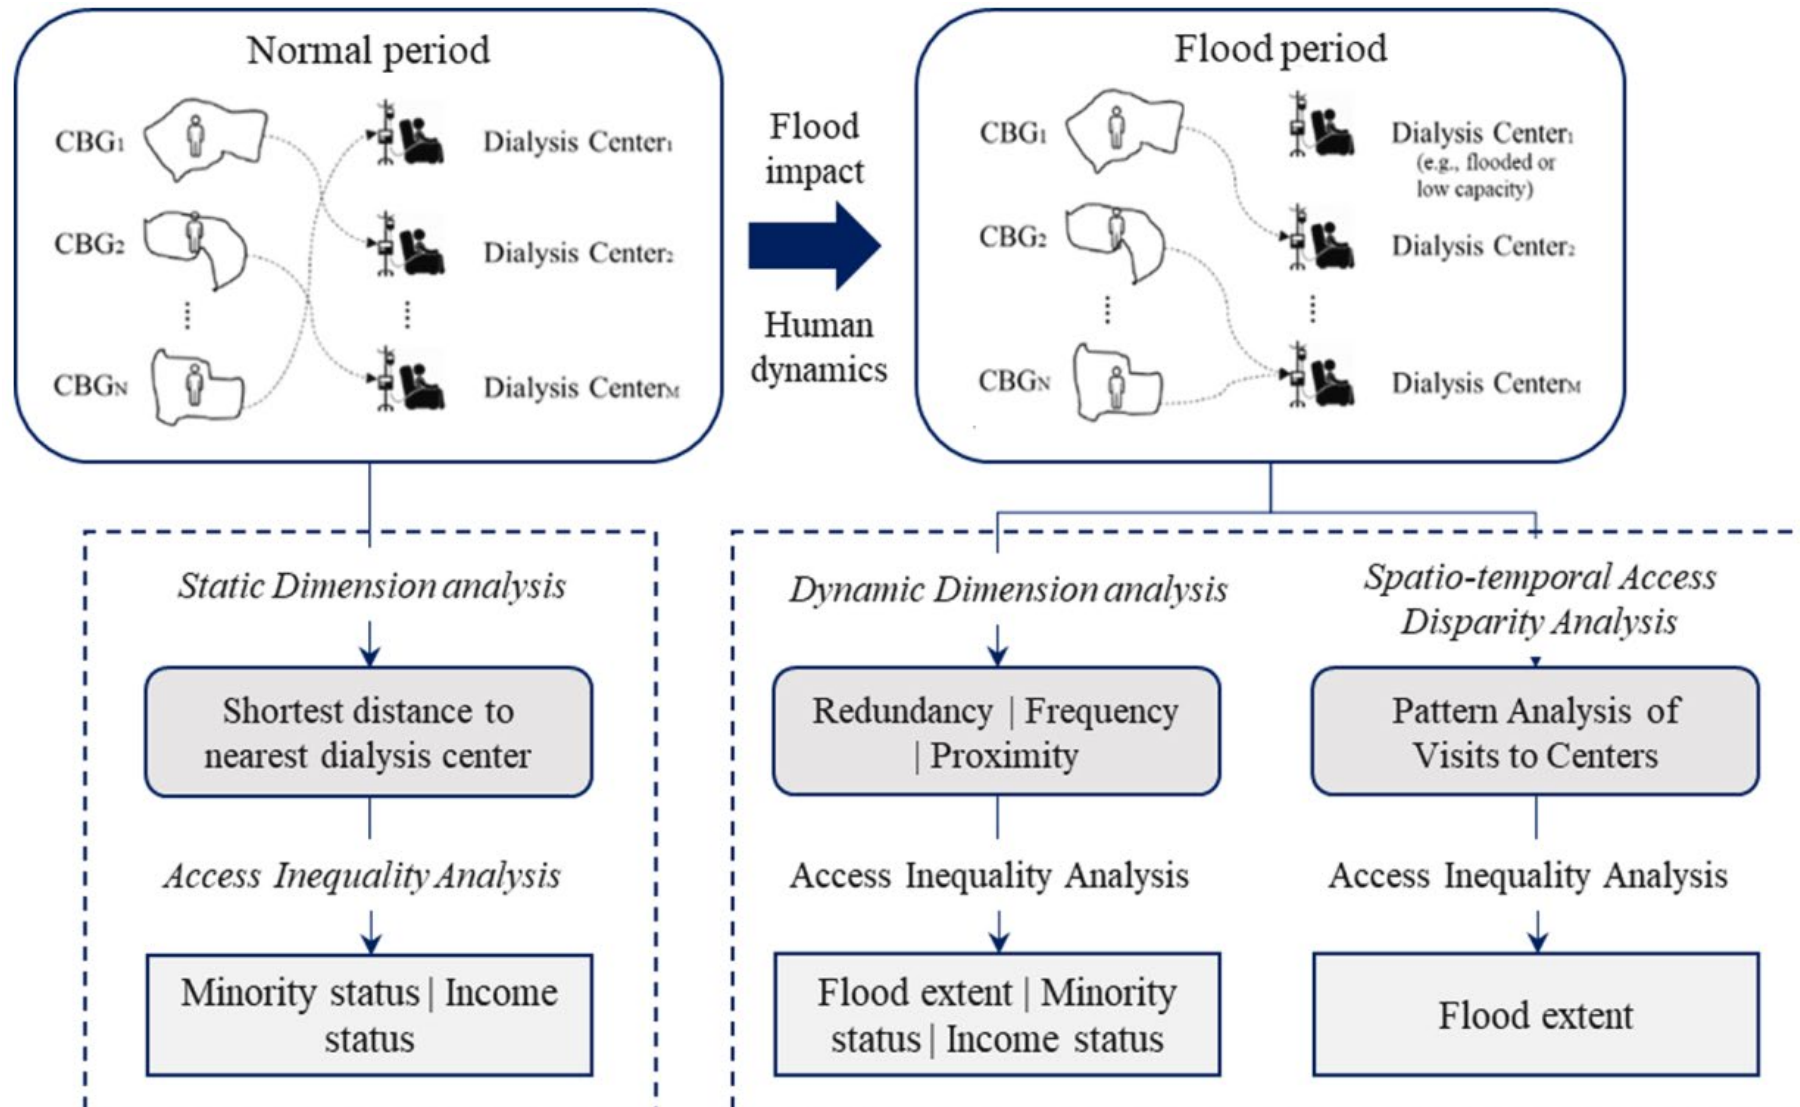 Normal period
CBG1
Dialysis Center1
CBG2
Dialysis Center2
CBGN
Dialysis CenterM
Flood
impact
Human
dynamics
Flood period
CBG1
Dialysis Center1
(e.g., flooded or
low capacity)
CBG2
Dialysis Center2
CBGN
Dialysis CenterM
Static Dimension analysis
Shortest distance to
nearest dialysis center
Access Inequality Analysis
Minority status | Income
status
Dynamic Dimension analysis
Redundancy | Frequency
| Proximity
Access Inequality Analysis
Flood extent | Minority
status | Income status
Spatio-temporal Access
Disparity Analysis
Pattern Analysis of
Visits to Centers
Access Inequality Analysis
Flood extent